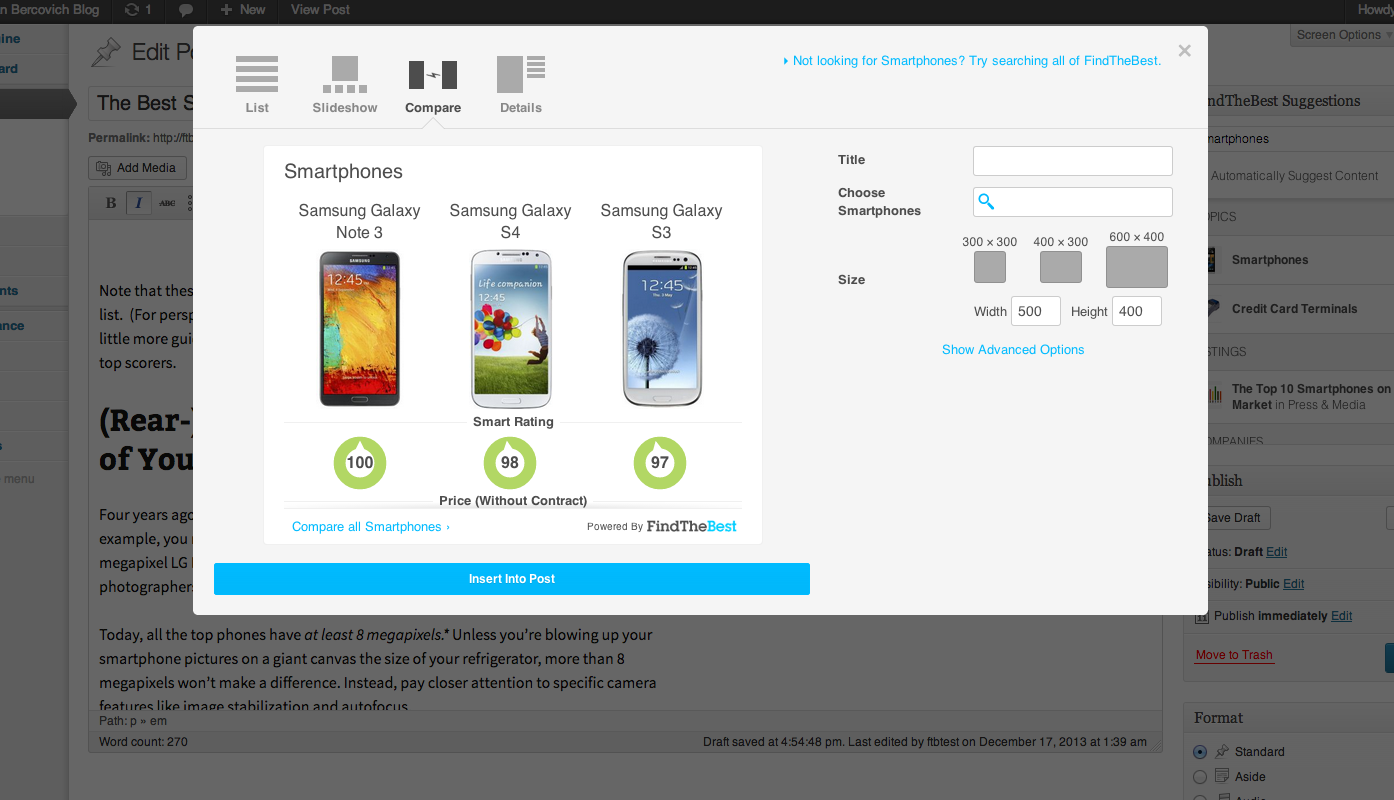 n Bercovich Blog
1
New
View Post
Howdy
Screen Options
Edit Po
The Best S
Permalink: http://ftb
Add Media
B
I
ABC
Not looking for Smartphones? Try searching all of FindTheBest.
List
Slideshow
Compare
Details
Smartphones
Samsung Galaxy Note 3
Samsung Galaxy S4
Samsung Galaxy S3
SAMSUNG
12:45
Life companion
12:45
12:45
Smart Rating
100
98
97
Price (Without Contract)
Compare all Smartphones ›
Powered By FindTheBest
Insert Into Post
Title
Choose Smartphones
Size
300 × 300
400 × 300
600 × 400
Width 500
Height 400
Show Advanced Options
gine
ard
nts
nance
s
menu
Note that thes
list. (For persp
little more guid
top scorers.
(Rear-)
of You
Four years ago
example, you m
megapixel LG
photographers
Today, all the top phones have at least 8 megapixels.* Unless you’re blowing up your
smartphone pictures on a giant canvas the size of your refrigerator, more than 8
megapixels won’t make a difference. Instead, pay closer attention to specific camera
features like image stabilization and autofocus.
Path: p » em
Word count: 270
Draft saved at 4:54:48 pm. Last edited by ftbtest on December 17, 2013 at 1:39 am
ndTheBest Suggestions
martphones
Automatically Suggest Content
OPICS
Smartphones
Credit Card Terminals
STINGS
The Top 10 Smartphones on
Market in Press & Media
OMPANIES
ublish
Save Draft
atus: Draft Edit
sibility: Public Edit
Publish immediately Edit
Move to Trash
Format
Standard
Aside
Audio